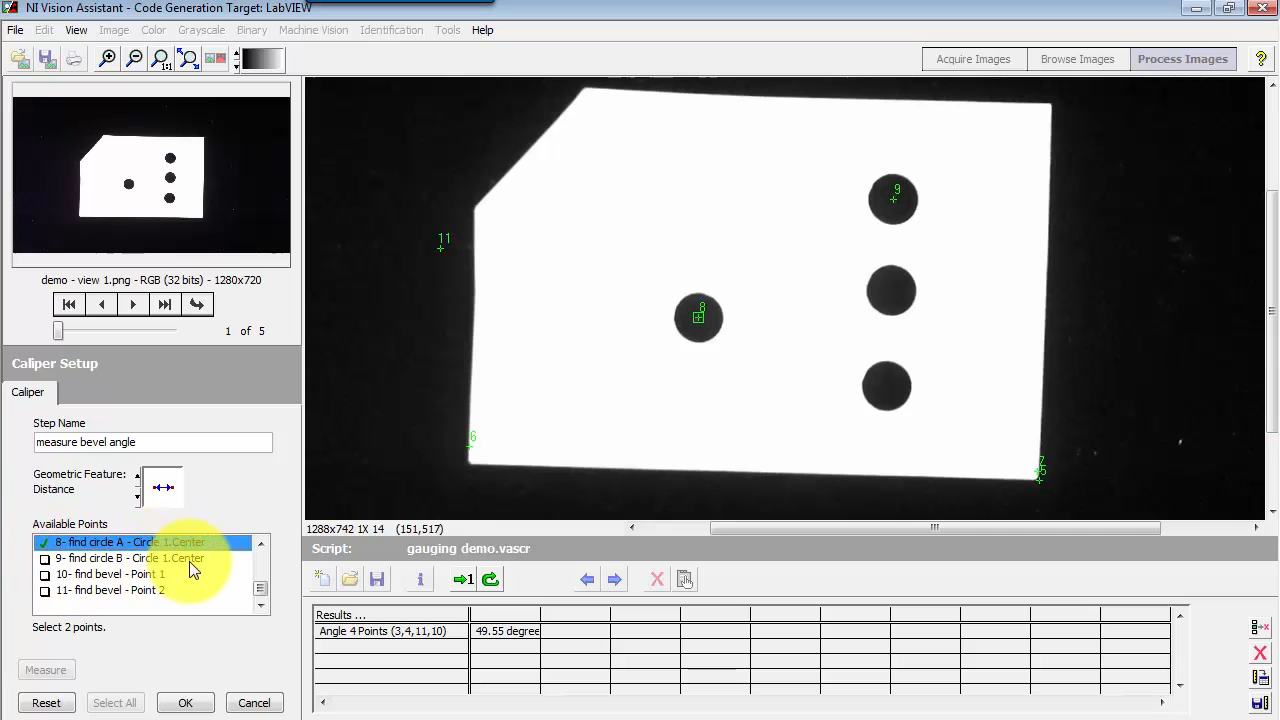 NI Vision Assistant - Code Generation Target: LabVIEW
File Edit View Image Color Grayscale Binary Machine Vision Identification Tools Help
1:1
Acquire Images Browse Images Process Images ?
demo - view 1.png - RGB (32 bits) - 1280x720
1 of 5
Caliper Setup
Caliper
Step Name
measure bevel angle
Geometric Feature:
Distance
Available Points
8- find circle A - Circle 1.Center
9- find circle B - Circle 1.Center
10- find bevel - Point 1
11- find bevel - Point 2
Select 2 points.
Measure
Reset Select All OK Cancel
9
11
8
6
7
5
1288x742 1X 14 (151,517)
Script: gauging demo.vascr
1
Results ...
Angle 4 Points (3,4,11,10) 49.55 degree